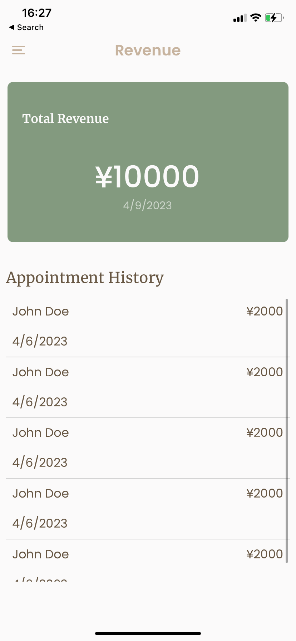 16:27
◀ Search
Revenue
Total Revenue
¥10000
4/9/2023
Appointment History
John Doe ¥2000
4/6/2023
John Doe ¥2000
4/6/2023
John Doe ¥2000
4/6/2023
John Doe ¥2000
4/6/2023
John Doe ¥2000